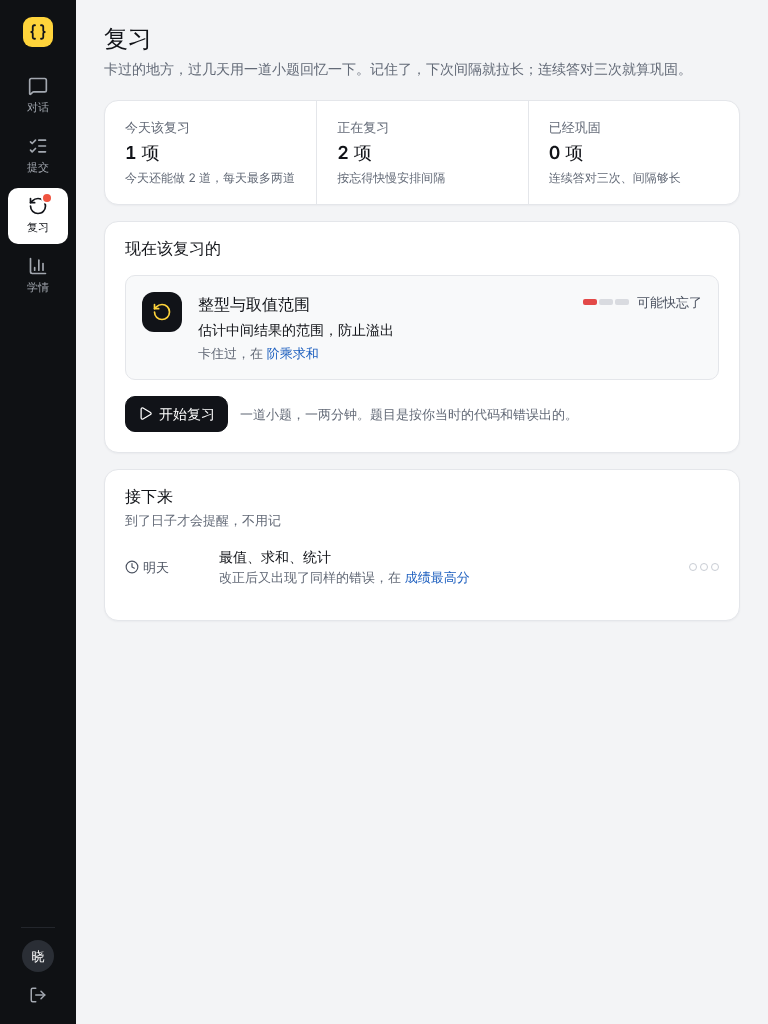 {}
对话
提交
复习
学情
晓
复习
卡过的地方，过几天用一道小题回忆一下。记住了，下次间隔就拉长；连续答对三次就算巩固。
今天该复习
1 项
今天还能做 2 道，每天最多两道
正在复习
2 项
按忘得快慢安排间隔
已经巩固
0 项
连续答对三次、间隔够长
现在该复习的
整型与取值范围
可能快忘了
估计中间结果的范围，防止溢出
卡住过，在 阶乘求和
开始复习
一道小题，一两分钟。题目是按你当时的代码和错误出的。
接下来
到了日子才会提醒，不用记
明天
最值、求和、统计
改正后又出现了同样的错误，在 成绩最高分